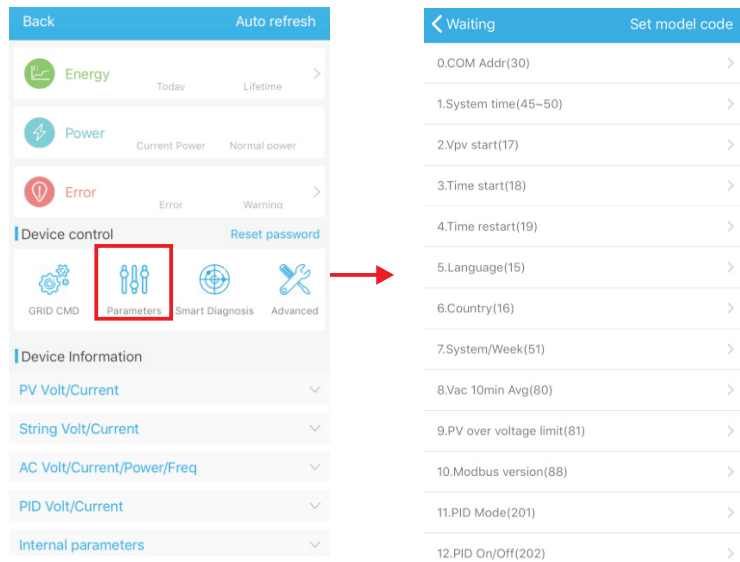 Back Auto refresh
Energy
Today Lifetime
Power
Current Power Normal power
Error
Error Warning
Device control Reset password
GRID CMD Parameters Smart Diagnosis Advanced
Device Information
PV Volt/Current
String Volt/Current
AC Volt/Current/Power/Freq
PID Volt/Current
Internal parameters
Waiting Set model code
0.COM Addr(30)
1.System time(45~50)
2.Vpv start(17)
3.Time start(18)
4.Time restart(19)
5.Language(15)
6.Country(16)
7.System/Week(51)
8.Vac 10min Avg(80)
9.PV over voltage limit(81)
10.Modbus version(88)
11.PID Mode(201)
12.PID On/Off(202)